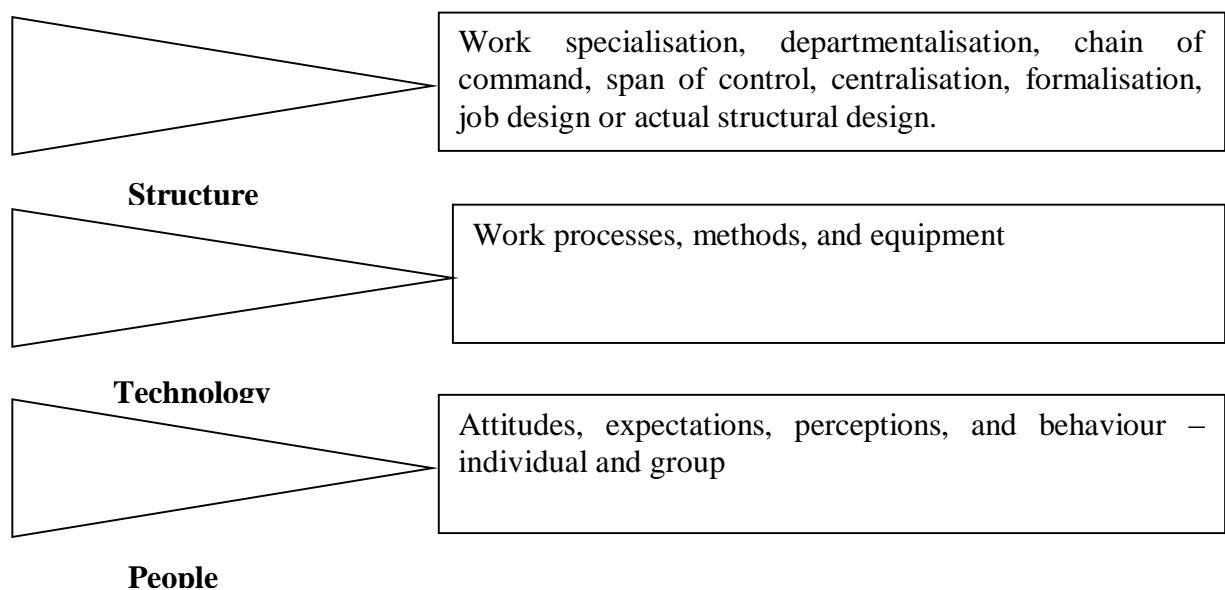 Work specialisation, departmentalisation, chain of
command, span of control, centralisation, formalisation,
job design or actual structural design.
Structure
Work processes, methods, and equipment
Technology
Attitudes, expectations, perceptions, and behaviour –
individual and group
People